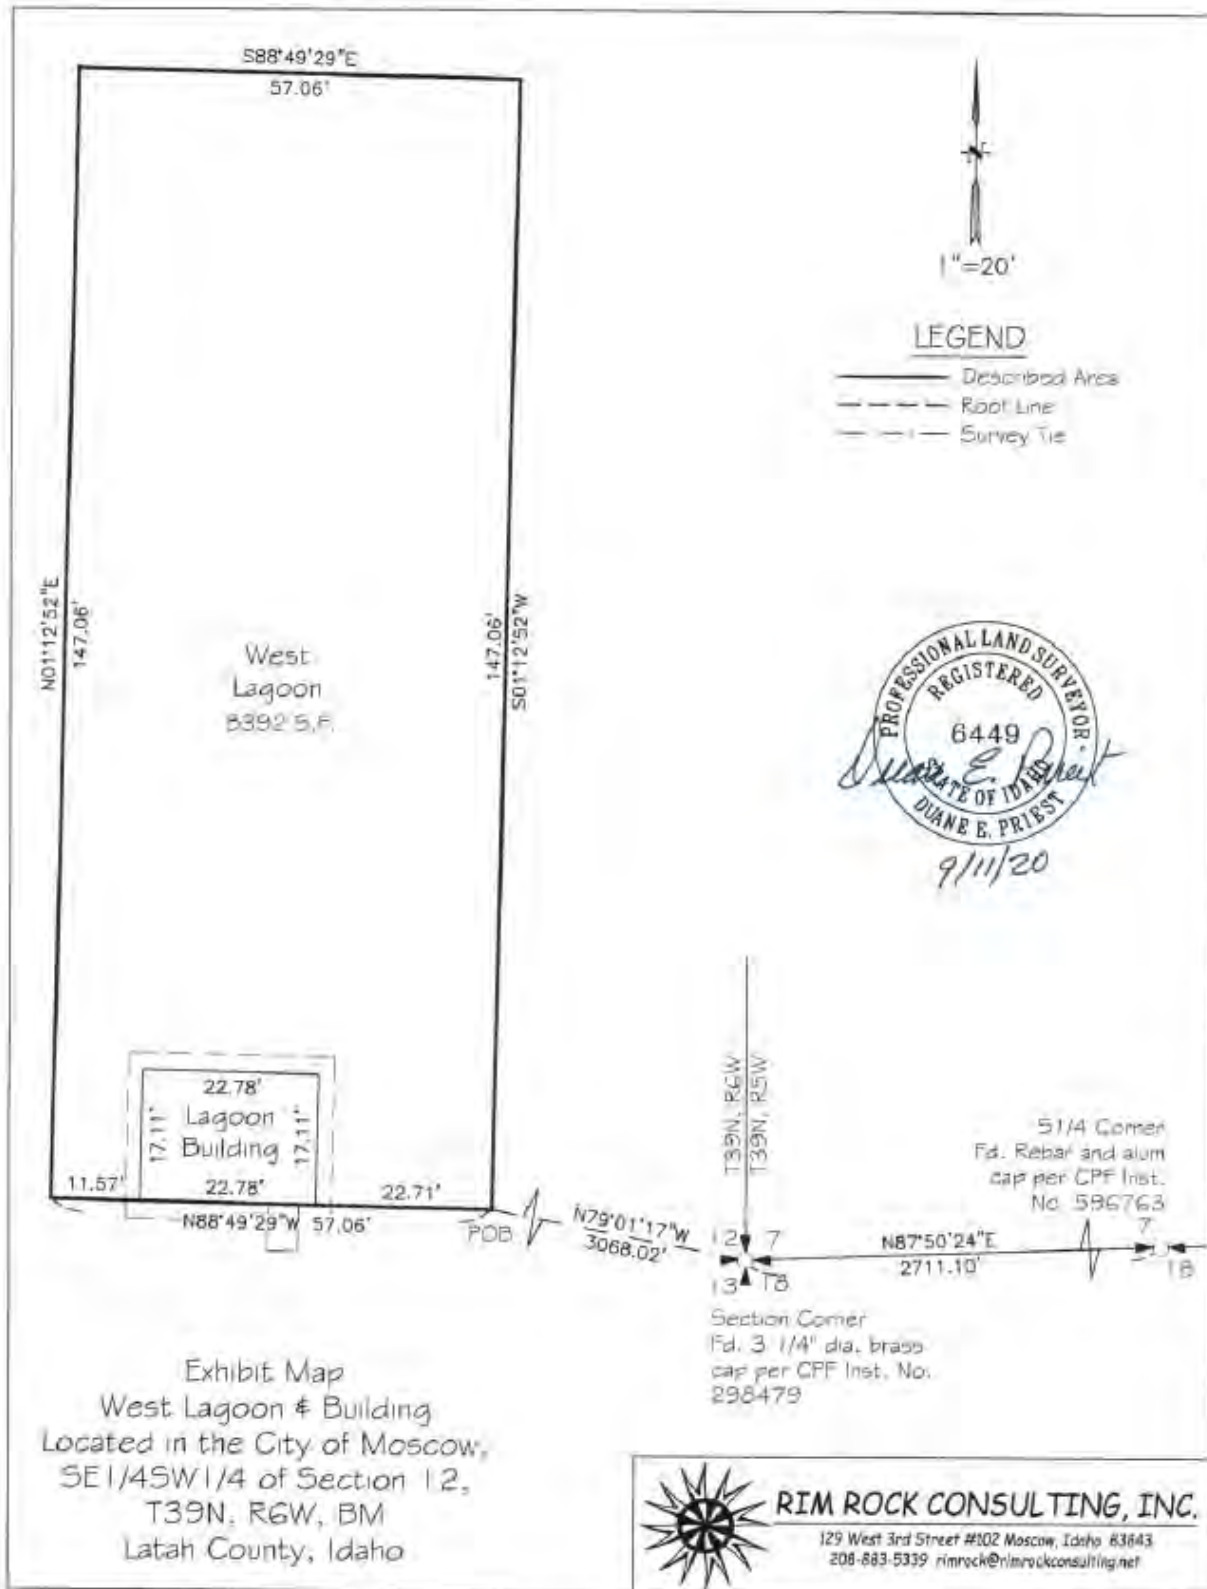 S88°49'29"E
57.06'
1"=20'
LEGEND
Described Area
Roof Line
Survey Tie
N01°12'52"E
147.06'
147.06'
S01°12'52"W
West
Lagoon
8392 S.F.
PROFESSIONAL LAND SURVEYOR
REGISTERED
6449
STATE OF IDAHO
DUANE E. PRIEST
Duane E. Priest
9/11/20
22.78'
17.11'
Lagoon
Building
17.11'
11.57'
22.78'
22.71'
N88°49'29"W 57.06'
POB
N79°01'17"W
3068.02'
T39N, R6W
T39N, R5W
12 7
13 18
N87°50'24"E
2711.10'
S1/4 Corner
Fd. Rebar and alum
cap per CPF Inst.
No. 596763
7
18
Section Corner
Fd. 3 1/4" dia. brass
cap per CPF Inst. No.
298479
Exhibit Map
West Lagoon & Building
Located in the City of Moscow,
SE1/4SW1/4 of Section 12,
T39N, R6W, BM
Latah County, Idaho
RIM ROCK CONSULTING, INC.
129 West 3rd Street #102 Moscow, Idaho 83843
208-883-5339 rimrock@rimrockconsulting.net